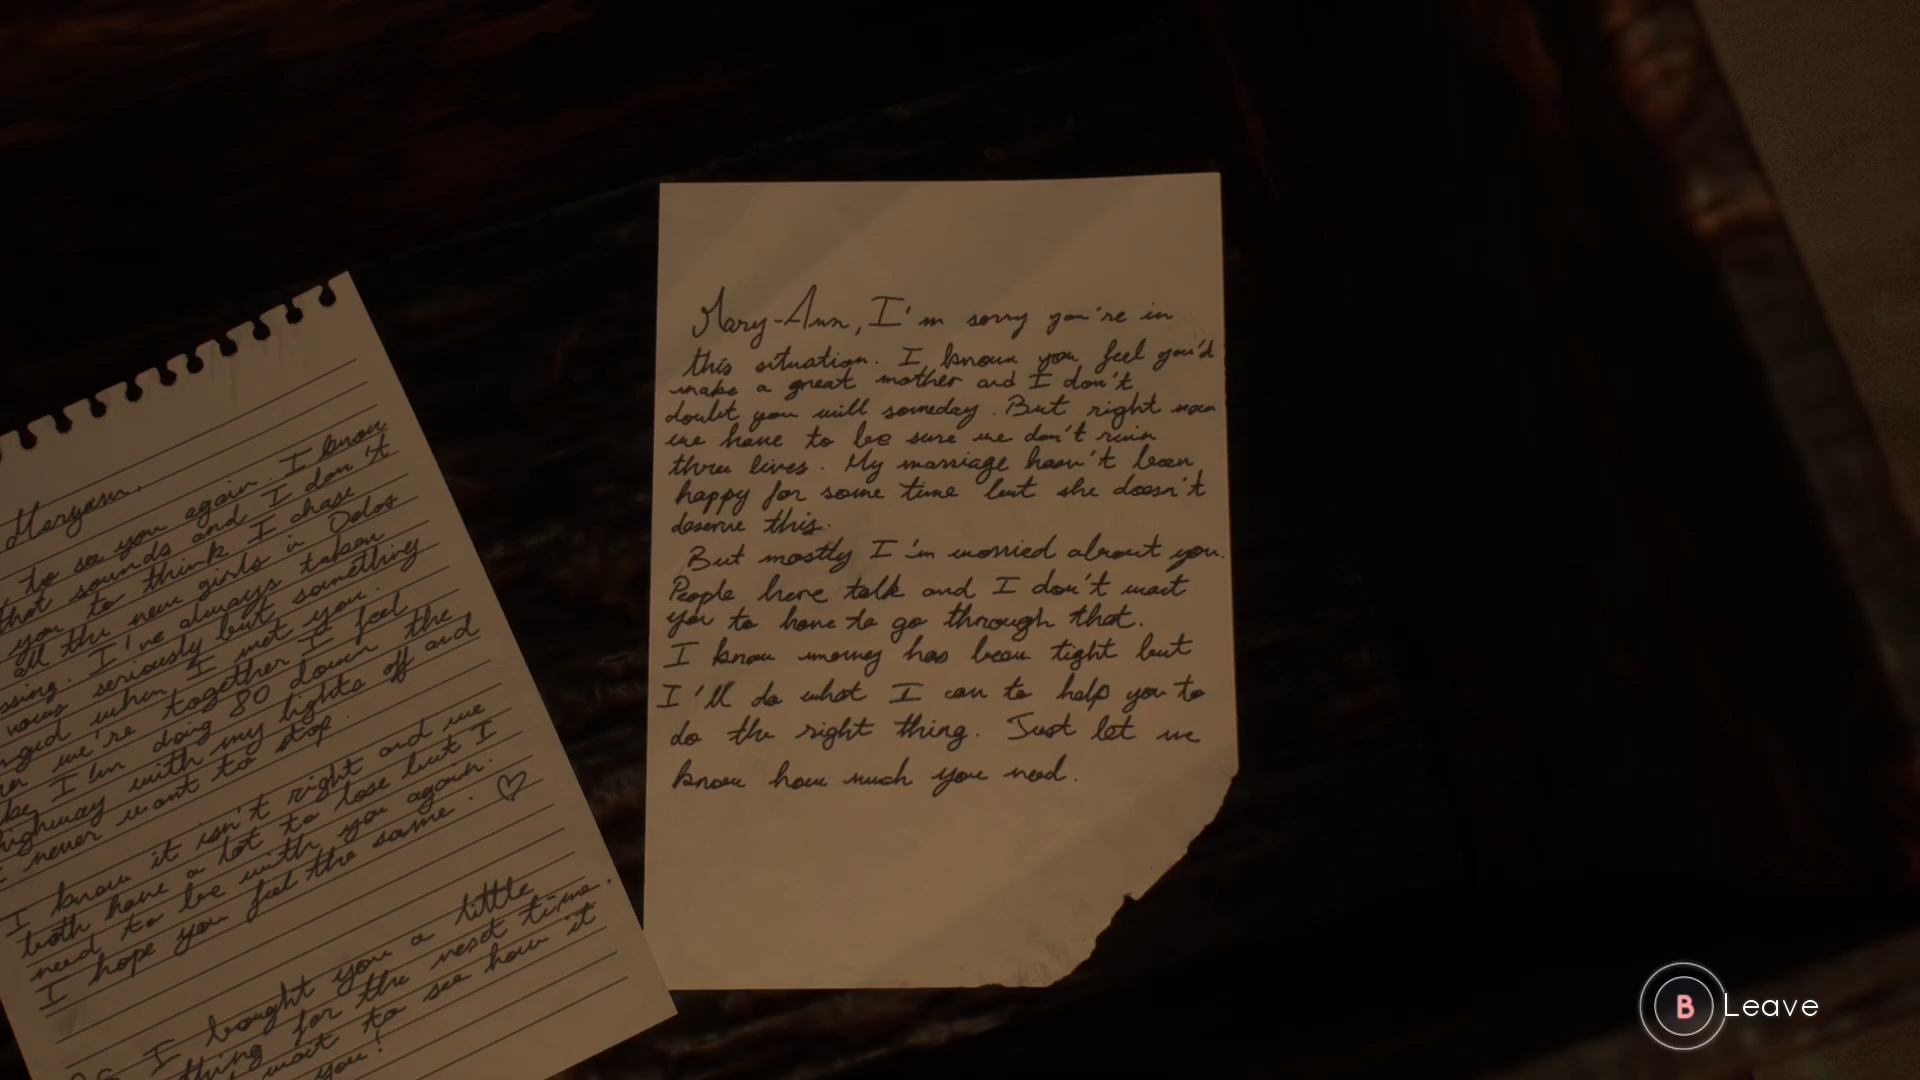 Maryann,
to see you again. I know
that sounds and I don't
you to think I chase
all the new girls in Delos
ssing. I've always taken
vows seriously but something
nged when I met you.
en we're together I feel
ke I'm doing 80 down the
highway with my lights off and
I never want to stop.
I know it isn't right and we
both have a lot to lose but I
need to be with you again.
I hope you feel the same. ♡
I bought you a little
thing for the next time.
wait to see how it
you!
Mary-Ann, I'm sorry you're in
this situation. I know you feel you'd
make a great mother and I don't
doubt you will someday. But right now
we have to be sure we don't ruin
three lives. My marriage hasn't been
happy for some time but she doesn't
deserve this.
But mostly I'm worried about you.
People here talk and I don't want
you to have to go through that.
I know money has been tight but
I'll do what I can to help you to
do the right thing. Just let me
know how much you need.
B Leave